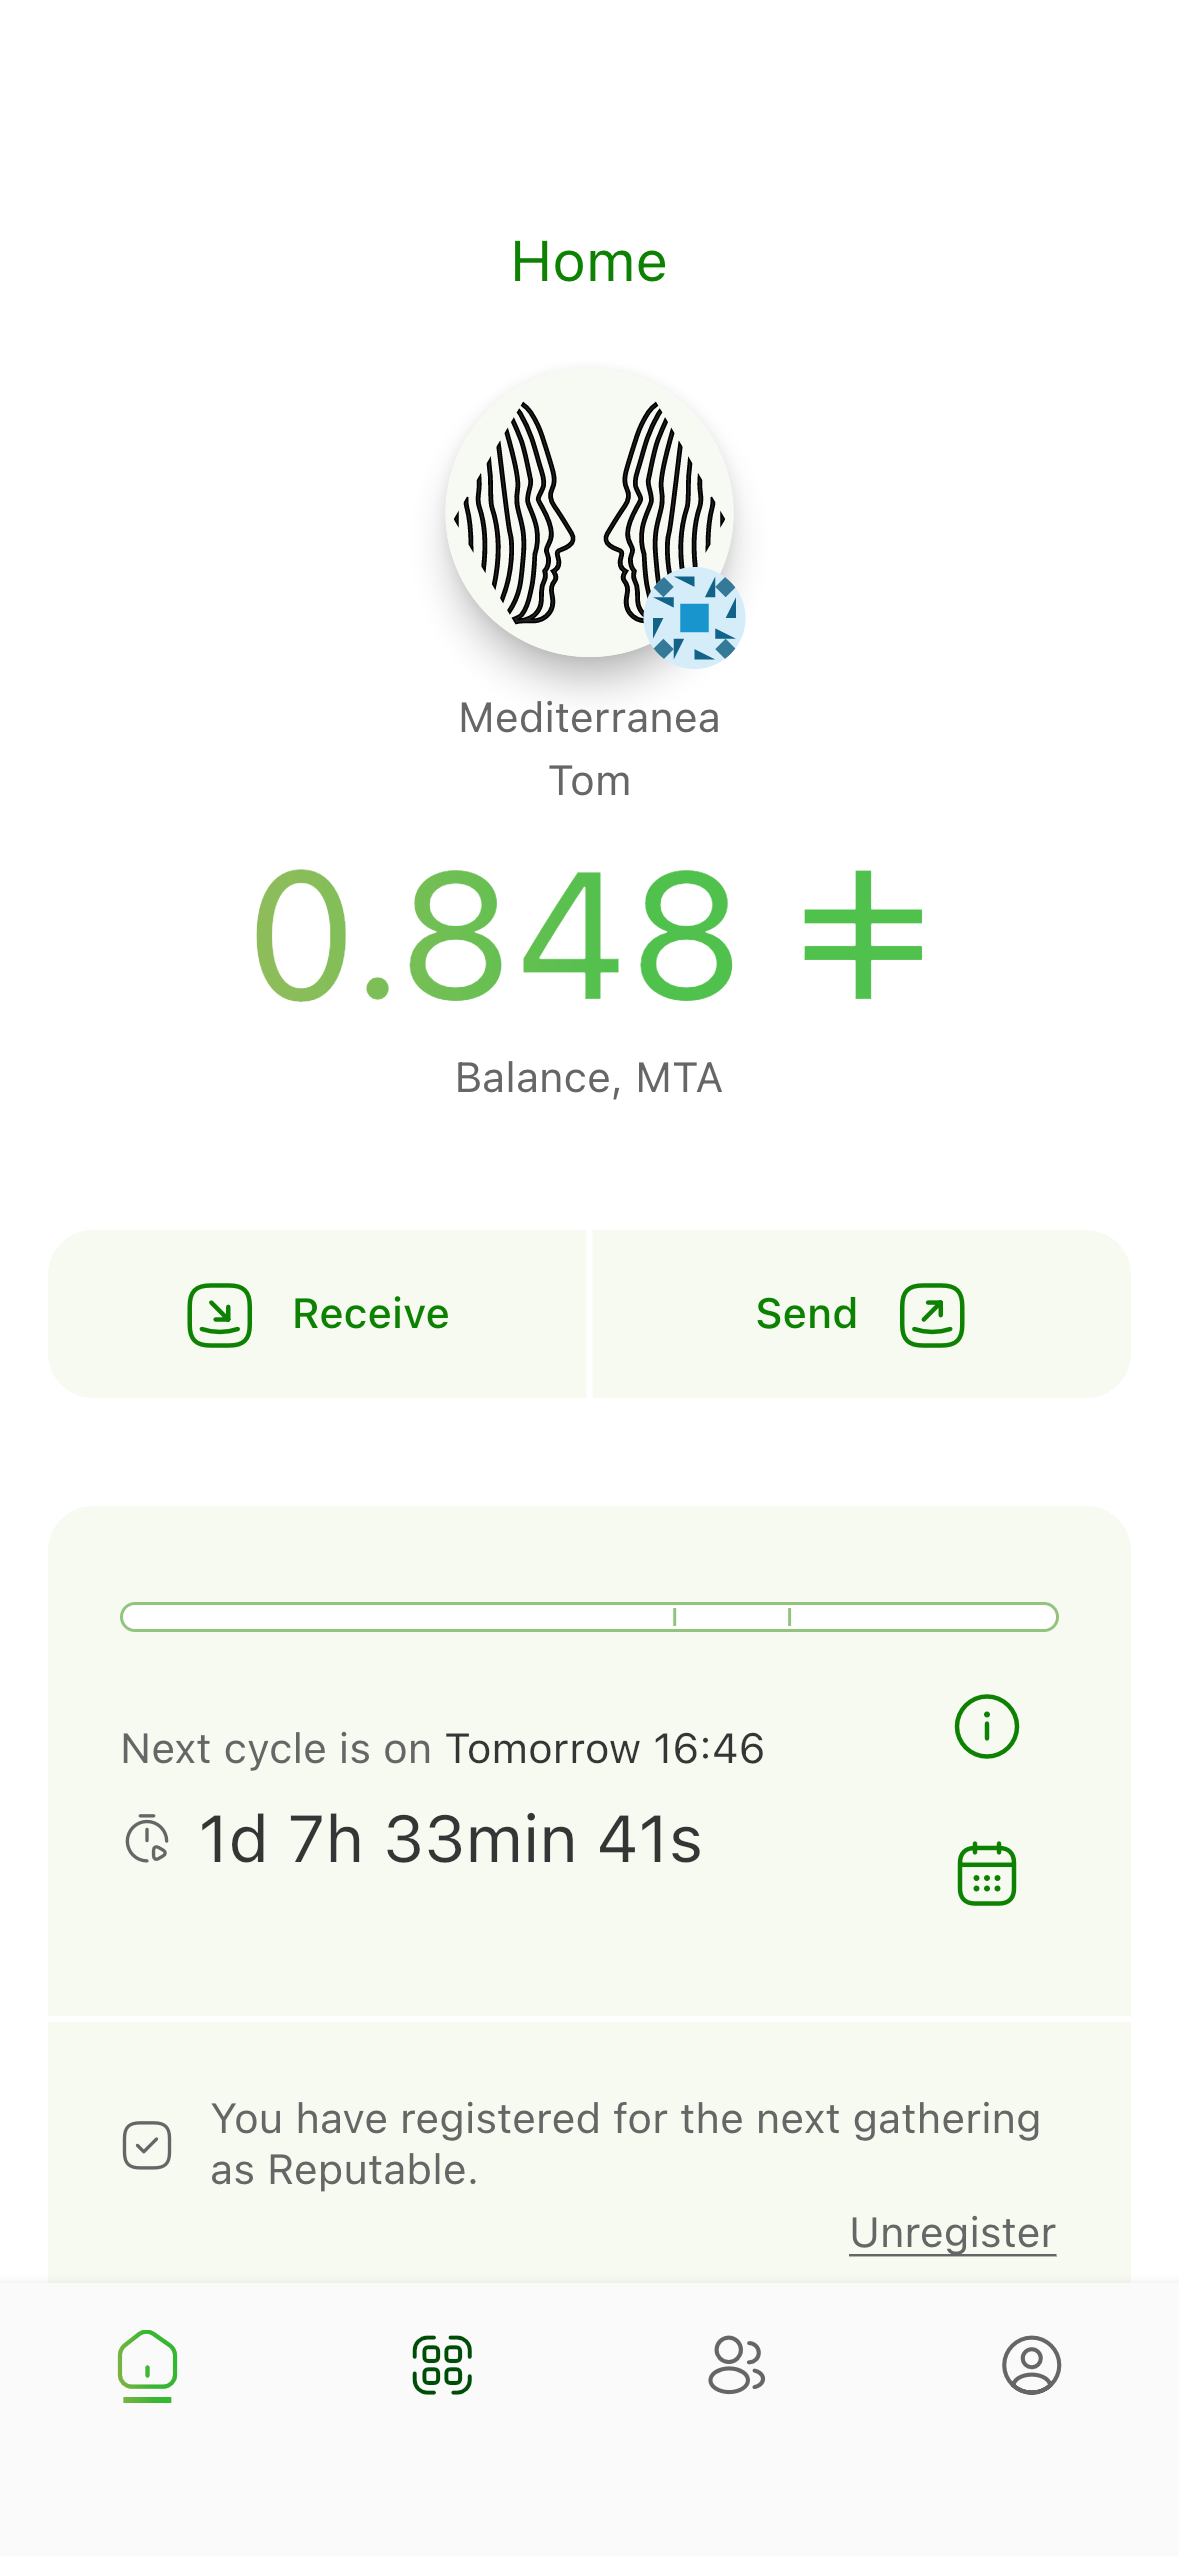 Home
Mediterranea
Tom
0.848 ⵐ
Balance, MTA
Receive
Send
Next cycle is on Tomorrow 16:46
1d 7h 33min 41s
You have registered for the next gathering
as Reputable.
Unregister